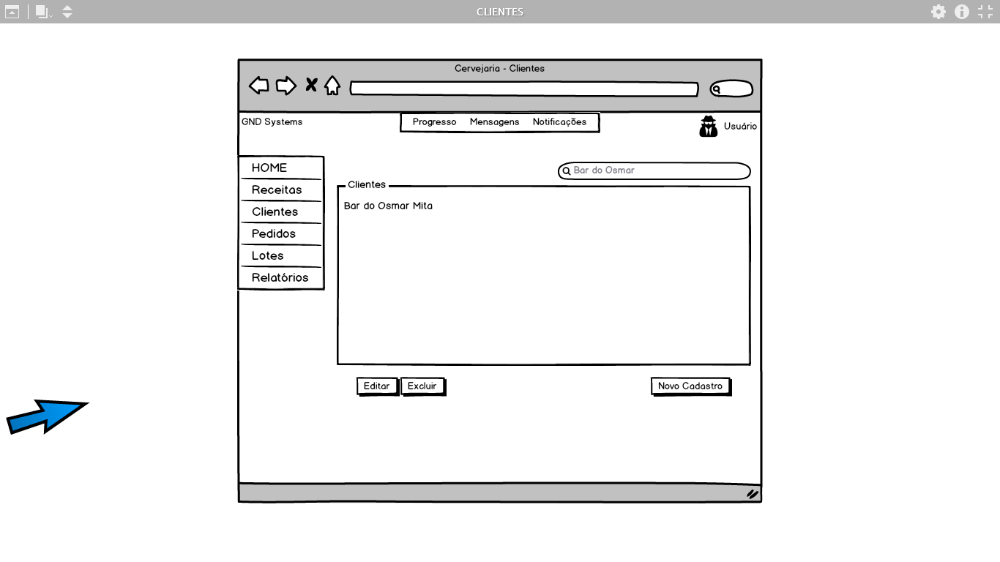 CLIENTES
Cervejaria - Clientes
GND Systems
Progresso Mensagens Notificações
Usuário
HOME
Receitas
Clientes
Pedidos
Lotes
Relatórios
Bar do Osmar
Clientes
Bar do Osmar Mita
Editar Excluir Novo Cadastro